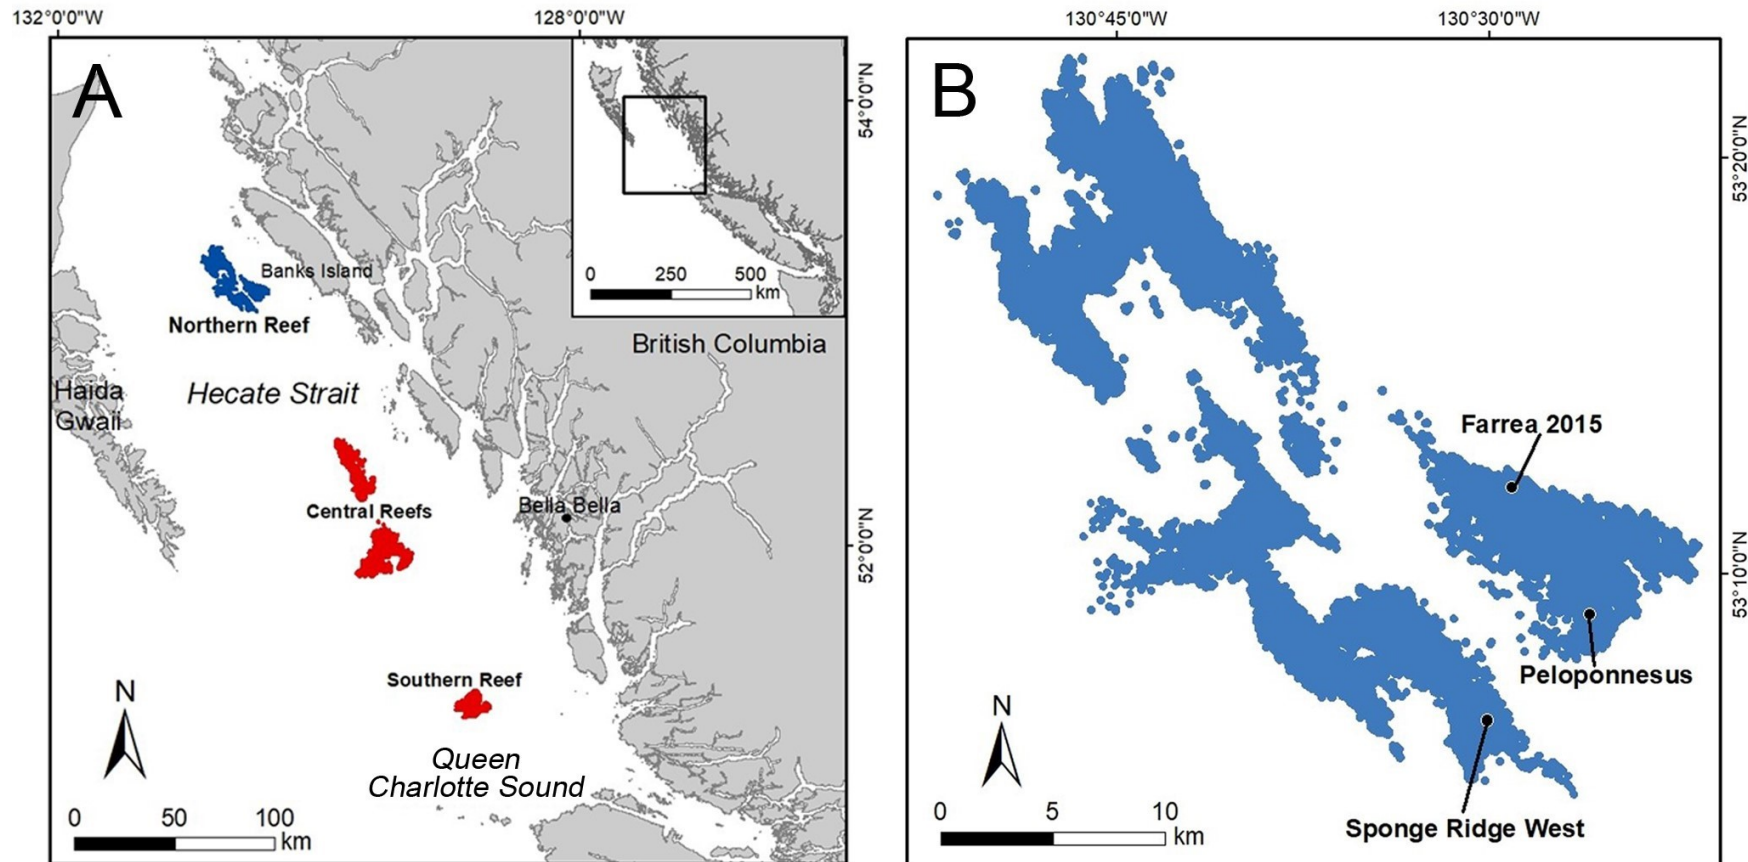 132°0'0"W
128°0'0"W
A
54°0'0"N
0 250 500
km
Banks Island
Northern Reef
British Columbia
Haida
Gwaii
Hecate Strait
Central Reefs
Bella Bella
52°0'0"N
Southern Reef
N
Queen
Charlotte Sound
0 50 100
km
130°45'0"W
130°30'0"W
B
53°20'0"N
Farrea 2015
53°10'0"N
Peloponnesus
N
0 5 10
km
Sponge Ridge West